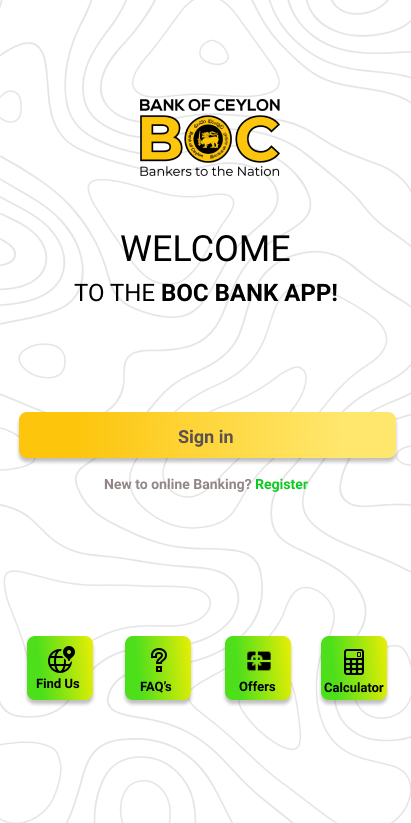 BANK OF CEYLON
BOC
Bankers to the Nation
WELCOME
TO THE BOC BANK APP!
Sign in
New to online Banking? Register
Find Us
FAQ's
Offers
Calculator